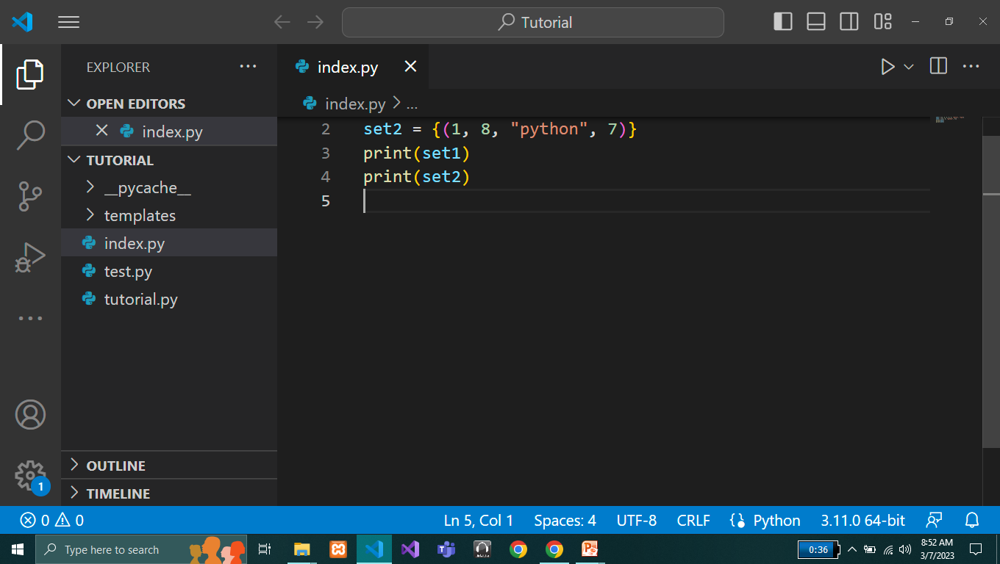 Tutorial
EXPLORER
index.py
OPEN EDITORS
index.py > ...
index.py
TUTORIAL
__pycache__
templates
index.py
test.py
tutorial.py
2 set2 = {(1, 8, "python", 7)}
3 print(set1)
4 print(set2)
5
OUTLINE
TIMELINE
1
0 0
Ln 5, Col 1
Spaces: 4
UTF-8
CRLF
Python
3.11.0 64-bit
Type here to search
0:36
8:52 AM
3/7/2023